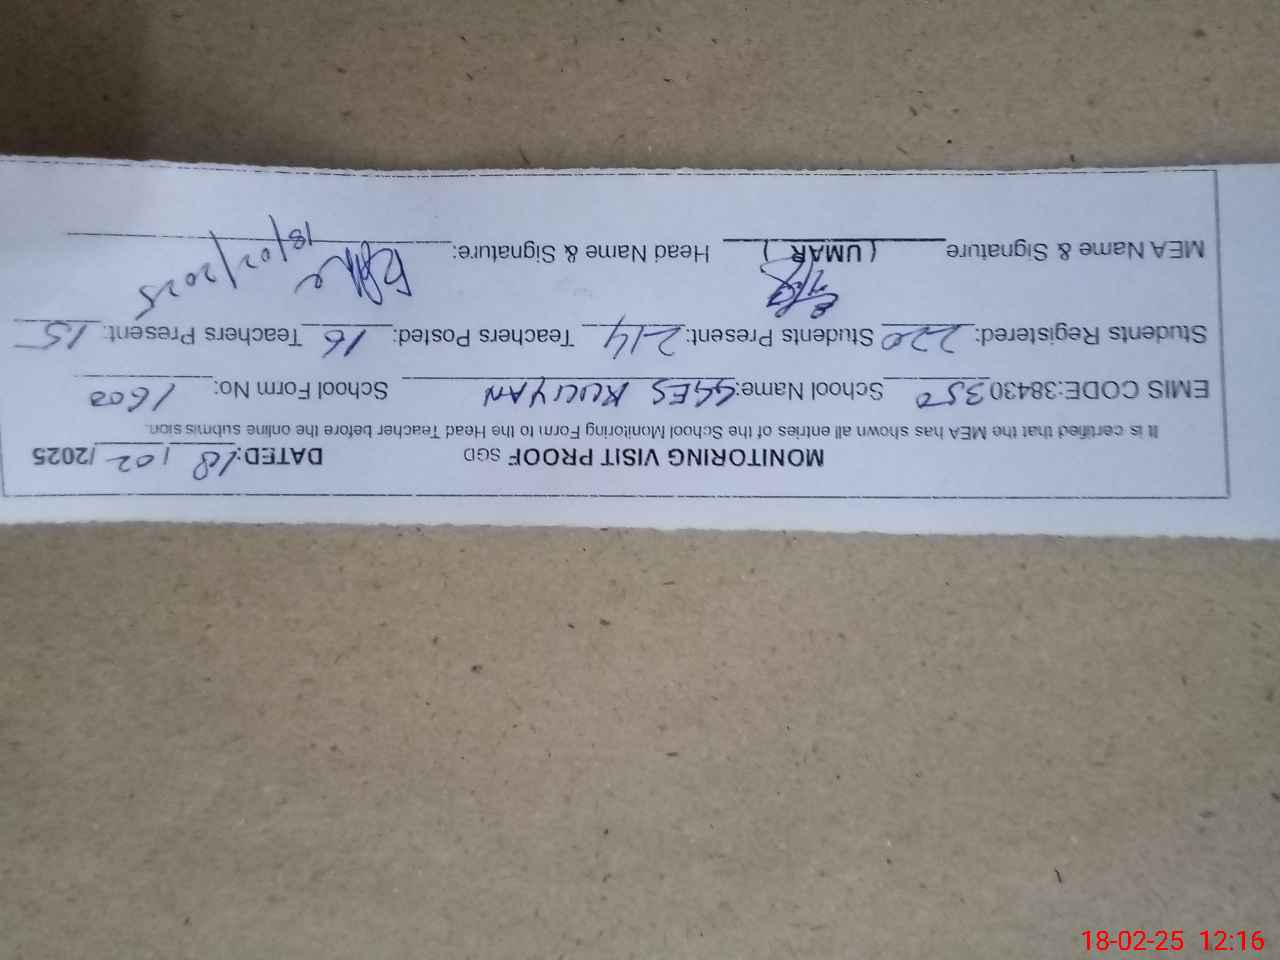 MONITORING VISIT PROOF SGD DATED: 18/02/2025
It is certified that the MEA has shown all entries of the School Monitoring Form to the Head Teacher before the online submission.
EMIS CODE:38430350 School Name: GGES School Form No: 1600
Students Registered: 220 Students Present: 214 Teachers Posted: 16 Teachers Present: 15
MEA Name & Signature (UMAR) Head Name & Signature:
18/02/2025
18-02-25 12:16